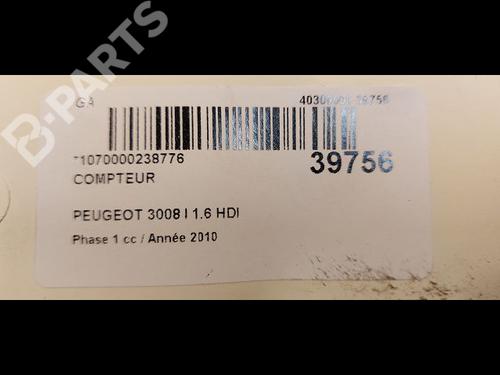 B-PARTS
GA
*1070000238776
39756
COMPTEUR
PEUGEOT 3008 I 1.6 HDI
Phase 1 cc / Année 2010